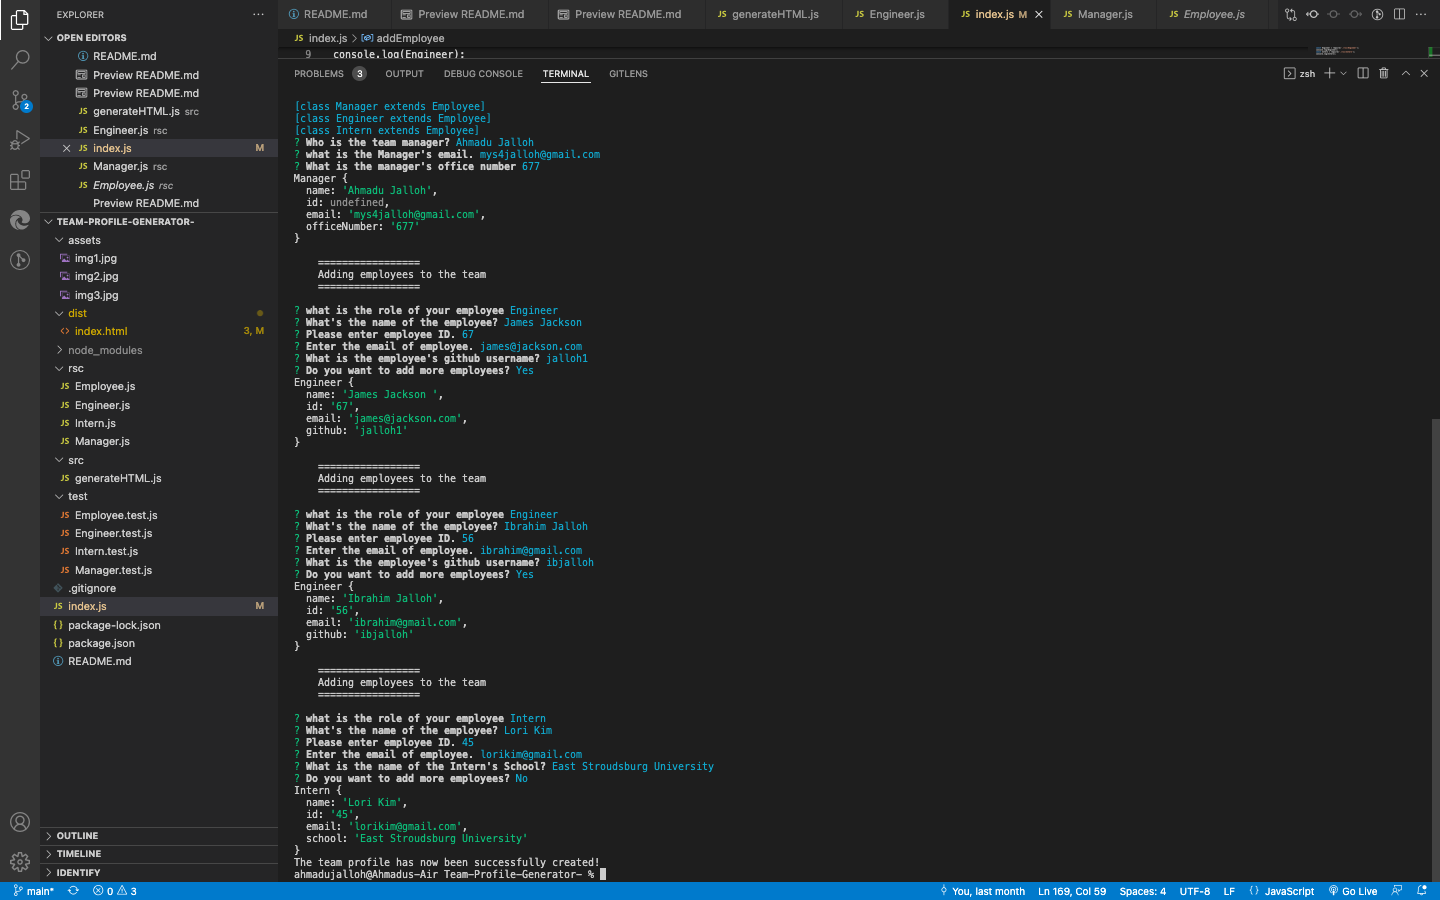 EXPLORER
OPEN EDITORS
README.md
Preview README.md
Preview README.md
generateHTML.js src
Engineer.js rsc
index.js M
Manager.js rsc
Employee.js rsc
Preview README.md
TEAM-PROFILE-GENERATOR-
assets
img1.jpg
img2.jpg
img3.jpg
dist
index.html 3, M
node_modules
rsc
Employee.js
Engineer.js
Intern.js
Manager.js
src
generateHTML.js
test
Employee.test.js
Engineer.test.js
Intern.test.js
Manager.test.js
.gitignore
index.js M
package-lock.json
package.json
README.md
OUTLINE
TIMELINE
IDENTIFY
2
README.md Preview README.md Preview README.md JS generateHTML.js JS Engineer.js JS index.js M JS Manager.js JS Employee.js
JS index.js > addEmployee
9 console.log(Engineer);
PROBLEMS 3 OUTPUT DEBUG CONSOLE TERMINAL GITLENS zsh
[class Manager extends Employee]
[class Engineer extends Employee]
[class Intern extends Employee]
? Who is the team manager? Ahmadu Jalloh
? what is the Manager's email. mys4jalloh@gmail.com
? What is the manager's office number 677
Manager {
name: 'Ahmadu Jalloh',
id: undefined,
email: 'mys4jalloh@gmail.com',
officeNumber: '677'
}
=================
Adding employees to the team
=================
? what is the role of your employee Engineer
? What's the name of the employee? James Jackson
? Please enter employee ID. 67
? Enter the email of employee. james@jackson.com
? What is the employee's github username? jalloh1
? Do you want to add more employees? Yes
Engineer {
name: 'James Jackson ',
id: '67',
email: 'james@jackson.com',
github: 'jalloh1'
}
=================
Adding employees to the team
=================
? what is the role of your employee Engineer
? What's the name of the employee? Ibrahim Jalloh
? Please enter employee ID. 56
? Enter the email of employee. ibrahim@gmail.com
? What is the employee's github username? ibjalloh
? Do you want to add more employees? Yes
Engineer {
name: 'Ibrahim Jalloh',
id: '56',
email: 'ibrahim@gmail.com',
github: 'ibjalloh'
}
=================
Adding employees to the team
=================
? what is the role of your employee Intern
? What's the name of the employee? Lori Kim
? Please enter employee ID. 45
? Enter the email of employee. lorikim@gmail.com
? What is the name of the Intern's School? East Stroudsburg University
? Do you want to add more employees? No
Intern {
name: 'Lori Kim',
id: '45',
email: 'lorikim@gmail.com',
school: 'East Stroudsburg University'
}
The team profile has now been successfully created!
ahmadujalloh@Ahmadus-Air Team-Profile-Generator- %
main* 0 3 You, last month Ln 169, Col 59 Spaces: 4 UTF-8 LF {} JavaScript Go Live